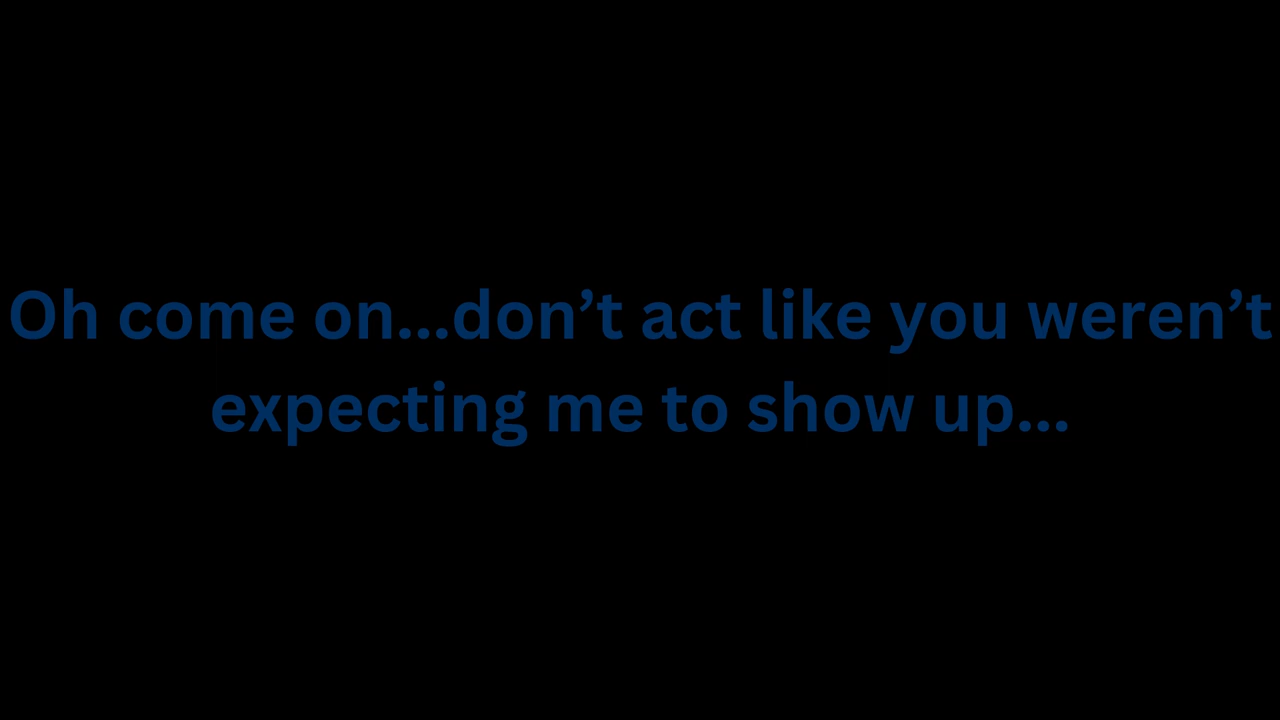 Oh come on...don’t act like you weren’t
expecting me to show up...